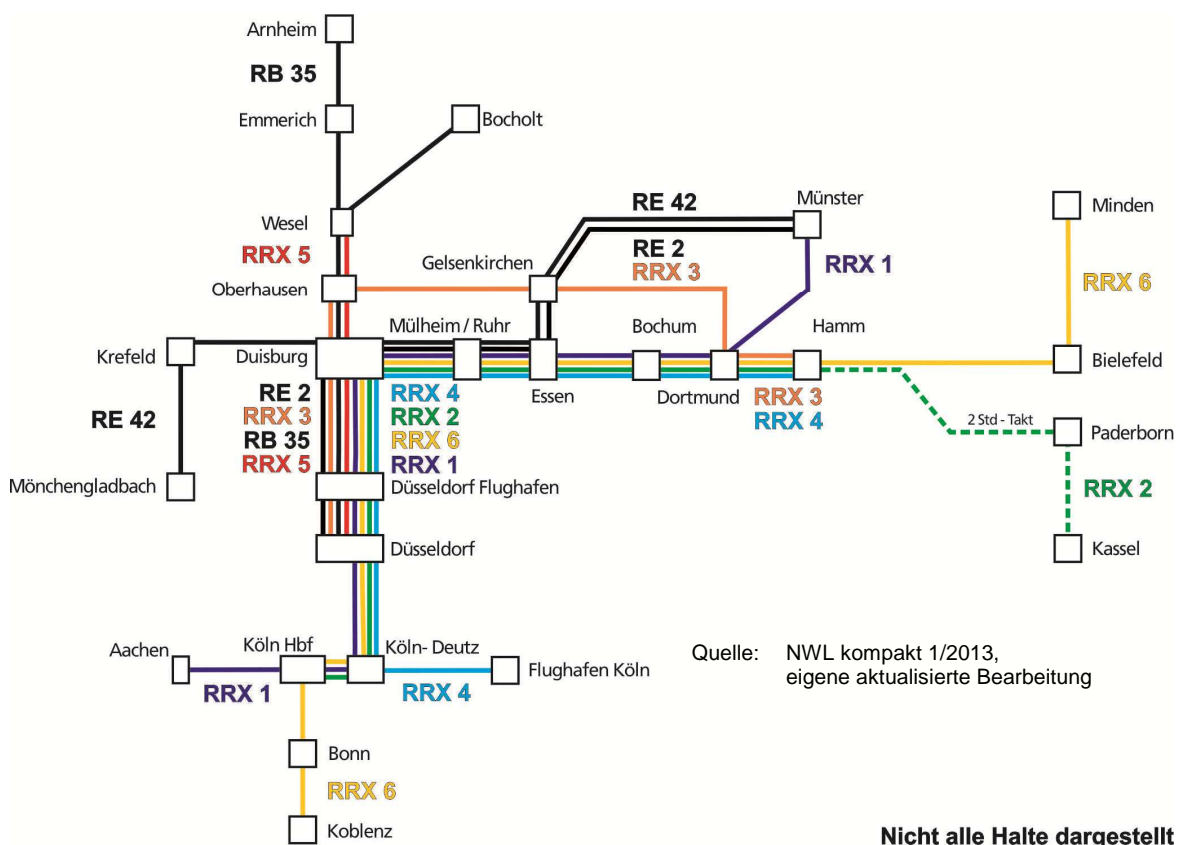 Arnheim
RB 35
Emmerich
Bocholt
Wesel
RRX 5
RE 42
Münster
Minden
Gelsenkirchen
RE 2
RRX 3
RRX 1
RRX 6
Oberhausen
Mülheim / Ruhr
Bochum
Hamm
Krefeld
Duisburg
Bielefeld
RE 42
RE 2
RRX 3
RB 35
RRX 5
RRX 4
RRX 2
RRX 6
RRX 1
Essen
Dortmund
RRX 3
RRX 4
2 Std - Takt
Paderborn
Mönchengladbach
Düsseldorf Flughafen
RRX 2
Düsseldorf
Kassel
Aachen
Köln Hbf
Köln- Deutz
Flughafen Köln
RRX 1
RRX 4
Quelle: NWL kompakt 1/2013,
eigene aktualisierte Bearbeitung
Bonn
RRX 6
Koblenz
Nicht alle Halte dargestellt